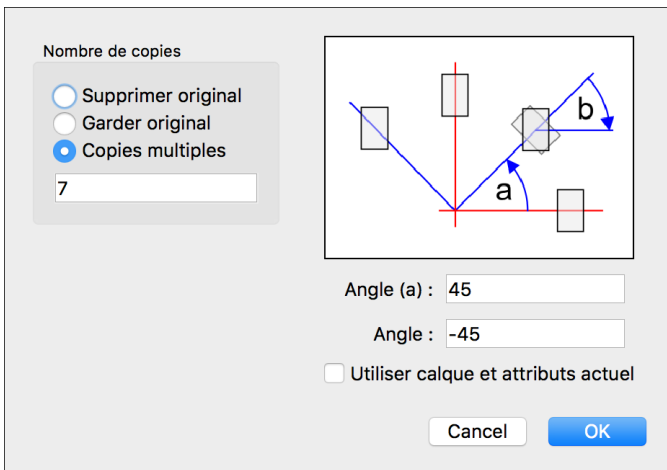 Nombre de copies
Supprimer original
Garder original
Copies multiples
7
b
a
Angle (a) : 45
Angle : -45
Utiliser calque et attributs actuel
Cancel
OK